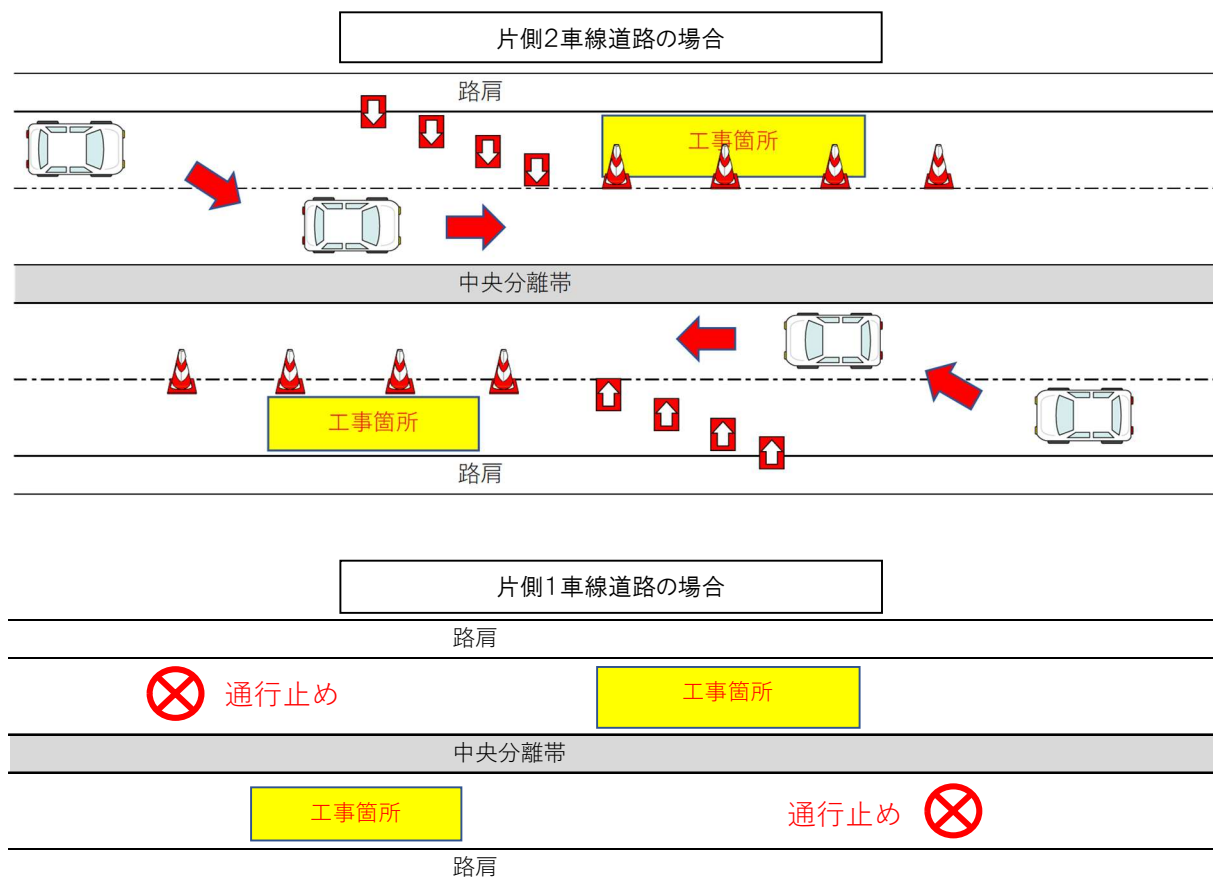 片側2車線道路の場合
路肩
工事箇所
中央分離帯
工事箇所
路肩
片側1車線道路の場合
路肩
通行止め
工事箇所
中央分離帯
工事箇所
通行止め
路肩